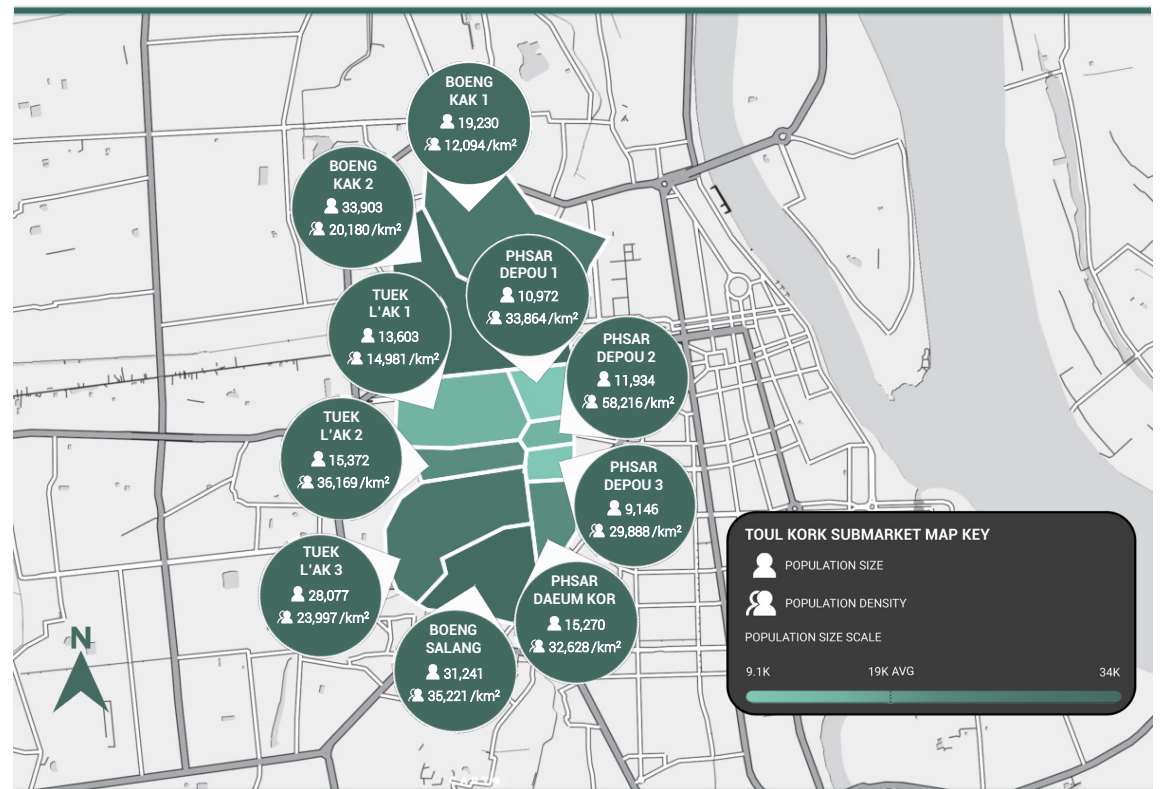 BOENG
KAK 1
19,230
12,094/km²
BOENG
KAK 2
33,903
20,180/km²
PHSAR
DEPOU 1
10,972
33,864/km²
TUEK
L'AK 1
13,603
14,981/km²
PHSAR
DEPOU 2
11,934
58,216/km²
TUEK
L'AK 2
15,372
36,169/km²
PHSAR
DEPOU 3
9,146
29,888/km²
TUEK
L'AK 3
28,077
23,997/km²
PHSAR
DAEUM KOR
15,270
32,628/km²
BOENG
SALANG
31,241
35,221/km²
N
TOUL KORK SUBMARKET MAP KEY
POPULATION SIZE
POPULATION DENSITY
POPULATION SIZE SCALE
9.1K 19K AVG 34K